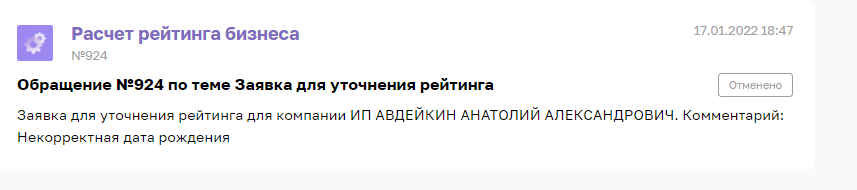 Расчет рейтинга бизнеса
17.01.2022 18:47
№924
Обращение №924 по теме Заявка для уточнения рейтинга
Отменено
Заявка для уточнения рейтинга для компании ИП АВДЕЙКИН АНАТОЛИЙ АЛЕКСАНДРОВИЧ. Комментарий:
Некорректная дата рождения